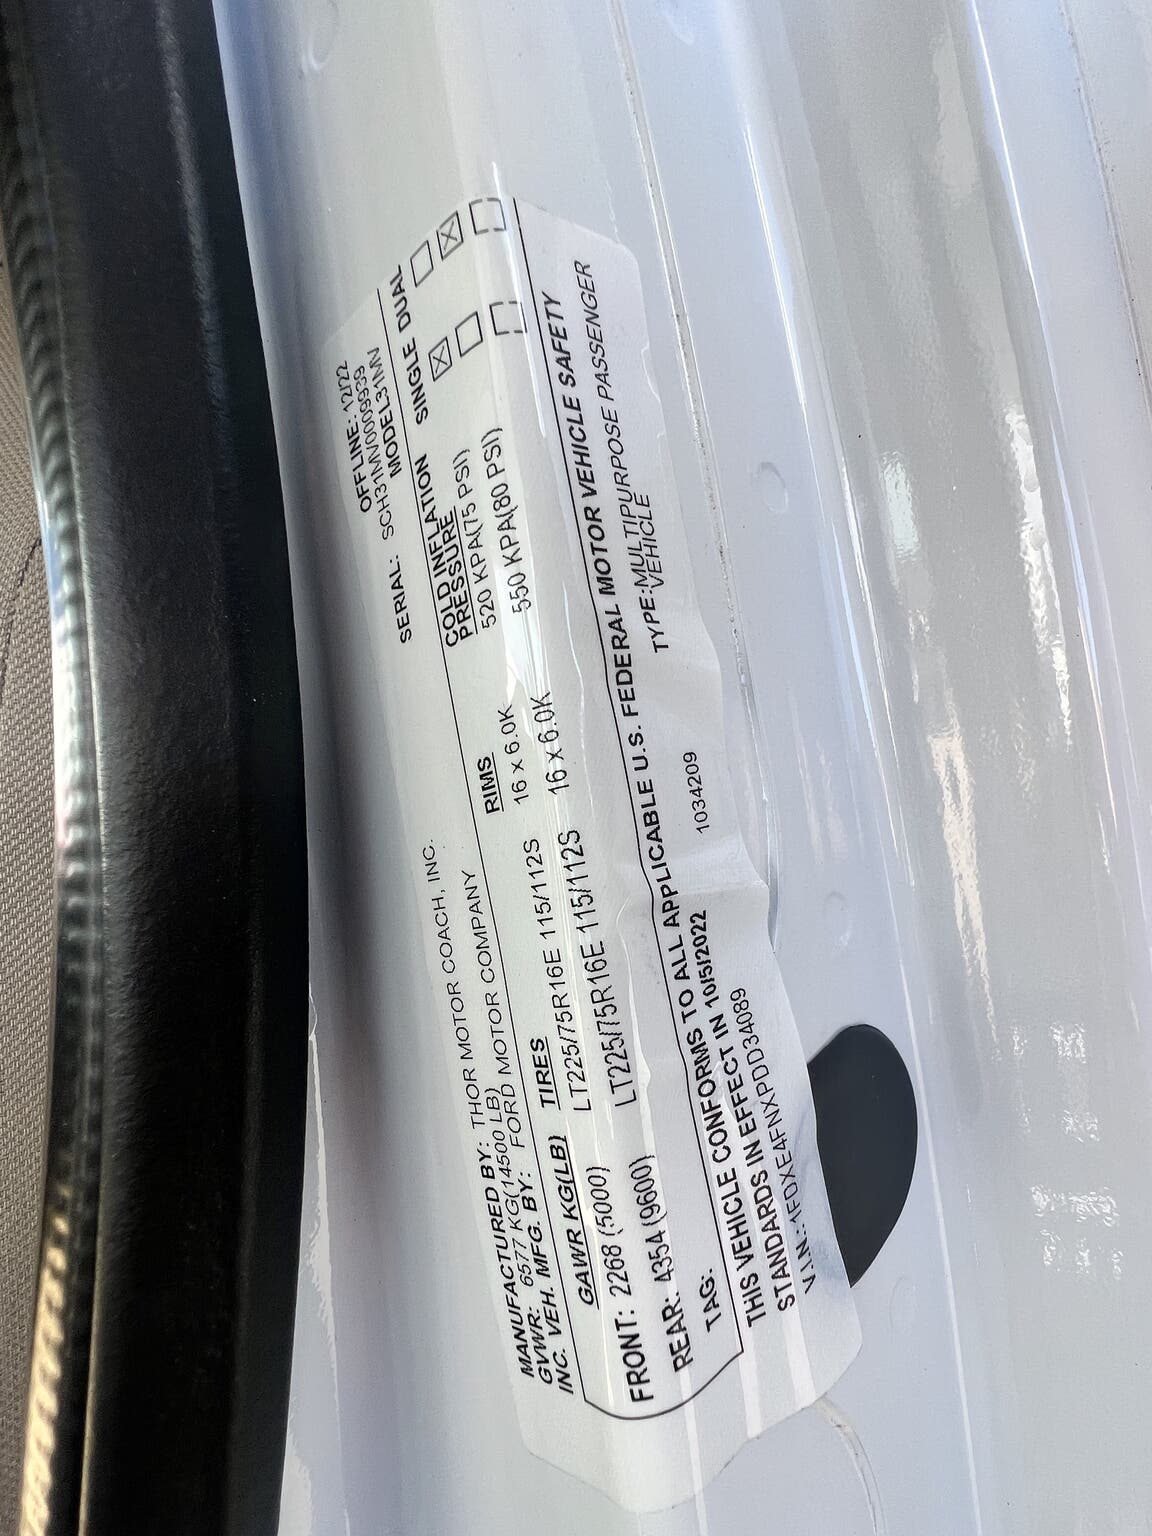 OFFLINE: 12/22
MANUFACTURED BY: THOR MOTOR COACH, INC. SERIAL: SCH31MV0009939
GVWR: 6577 KG(14500 LB) MODEL31MV
INC. VEH. MFG. BY: FORD MOTOR COMPANY
GAWR KG(LB) TIRES RIMS COLD INFLATION PRESSURE SINGLE DUAL
FRONT: 2268 (5000) LT225/75R16E 115/112S 16 x 6.0K 520 KPA(75 PSI) ☒ ☐
REAR: 4354 (9600) LT225/75R16E 115/112S 16 x 6.0K 550 KPA(80 PSI) ☐ ☒
TAG: ☐ ☐
THIS VEHICLE CONFORMS TO ALL APPLICABLE U.S. FEDERAL MOTOR VEHICLE SAFETY
STANDARDS IN EFFECT IN 10/5/2022 1034209 TYPE:MULTIPURPOSE PASSENGER
V.I.N.:1FDXE4FNXPDD34089 VEHICLE